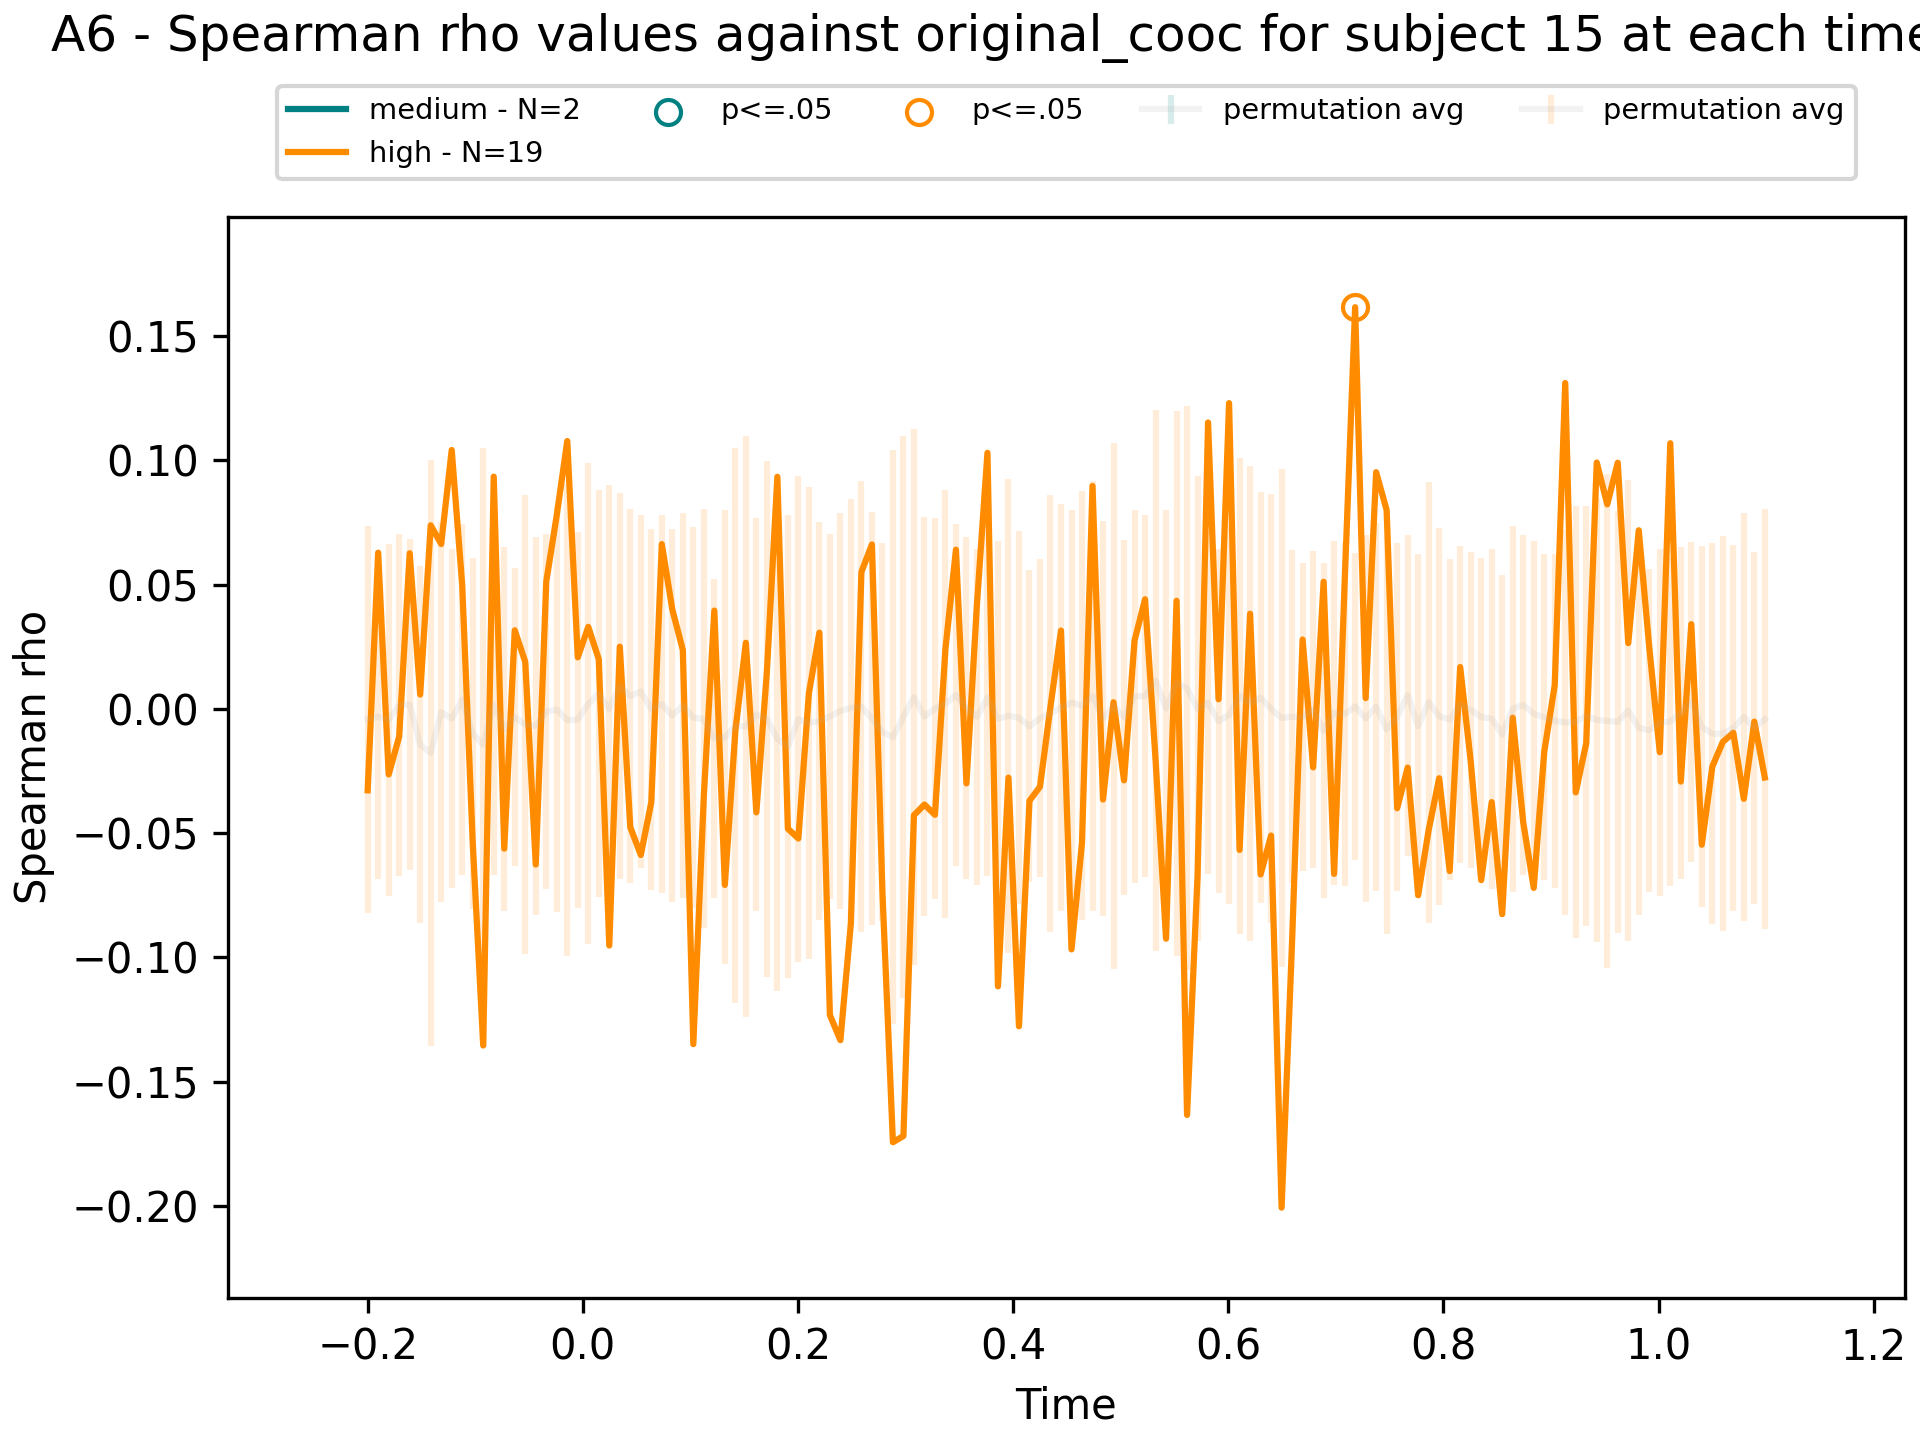 A6 - Spearman rho values against original_cooc for subject 15 at each time
medium - N=2
high - N=19
p<=.05
p<=.05
permutation avg
permutation avg
0.15
0.10
0.05
0.00
−0.05
−0.10
−0.15
−0.20
Spearman rho
−0.2
0.0
0.2
0.4
0.6
0.8
1.0
1.2
Time